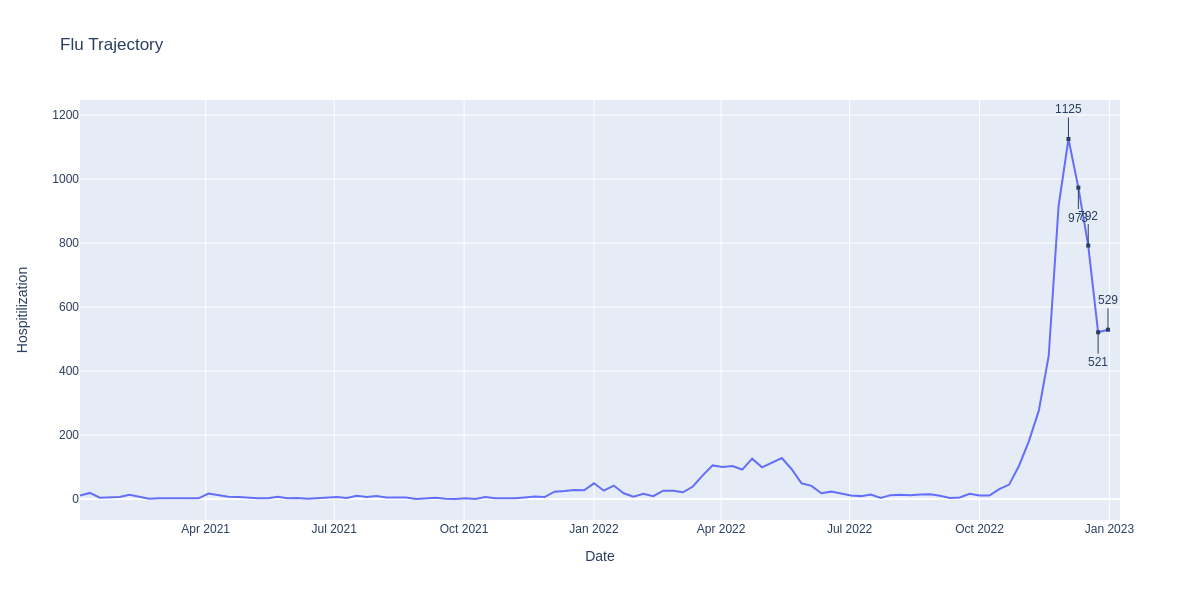 Flu Trajectory
1200
1000
800
600
400
200
0
Hospitilization
1125
973
792
529
521
Apr 2021
Jul 2021
Oct 2021
Jan 2022
Apr 2022
Jul 2022
Oct 2022
Jan 2023
Date